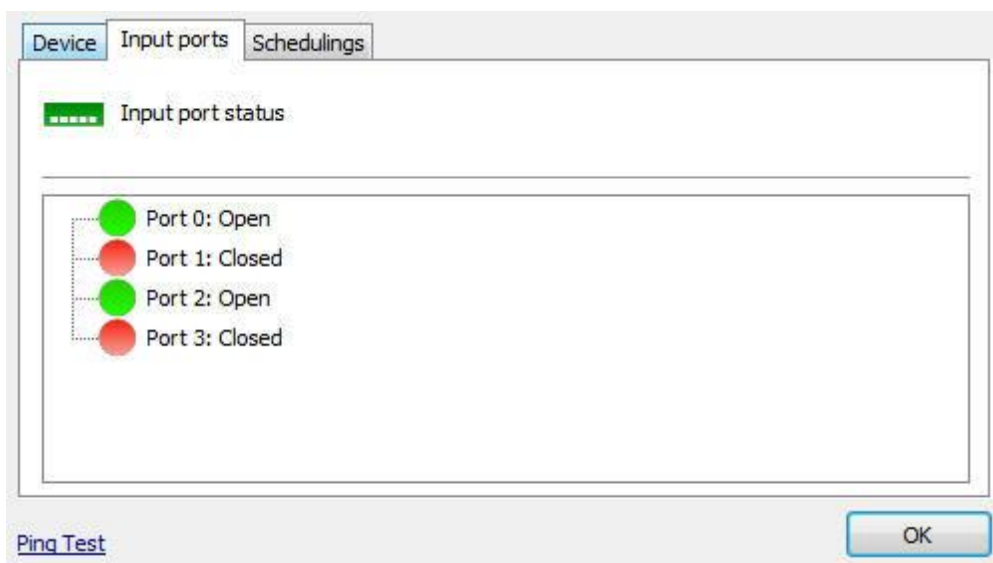 Device Input ports Schedulings
Input port status
Port 0: Open
Port 1: Closed
Port 2: Open
Port 3: Closed
Ping Test
OK